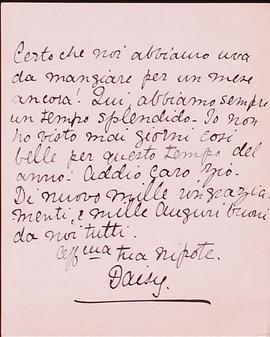 Certo che noi abbiamo uva
da mangiare per un mese
ancora! Qui, abbiamo sempre
un tempo splendido - Io non
ho visto mai giorni così
belle per questo tempo del
anno! Addio Caro Zio -
Di nuovo mille ringrazia-
menti, e mille Auguri buoni
da noi tutti.
Affma tua nipote.
Daisy.